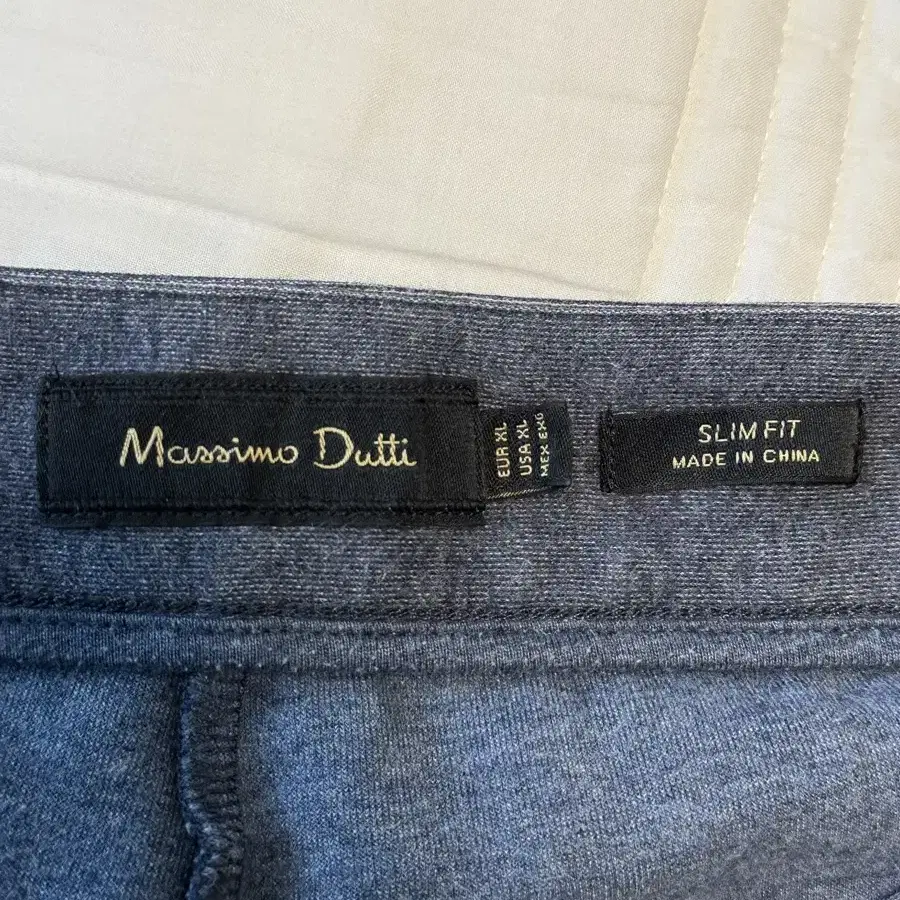 Massimo Dutti
EUR XL
USA XL
MEX EXG
SLIM FIT
MADE IN CHINA